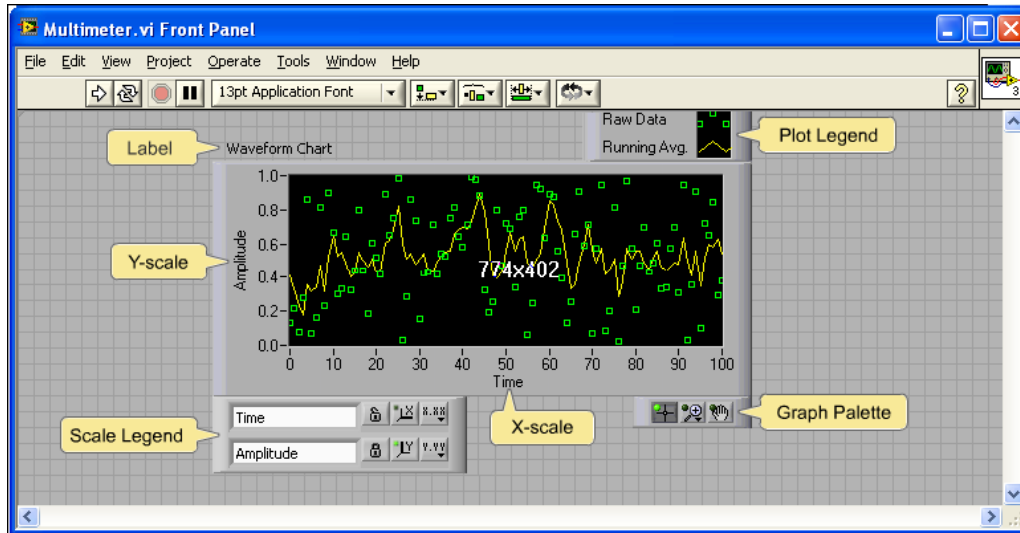 Multimeter.vi Front Panel
File Edit View Project Operate Tools Window Help
13pt Application Font
?
3
Raw Data
Running Avg.
Plot Legend
Label
Waveform Chart
1.0
0.8
0.6
0.4
0.2
0.0
Amplitude
Y-scale
774x402
0 10 20 30 40 50 60 70 80 90 100
Time
X-scale
Scale Legend
Time
X
X.XX
Amplitude
Y
Y.YY
Graph Palette